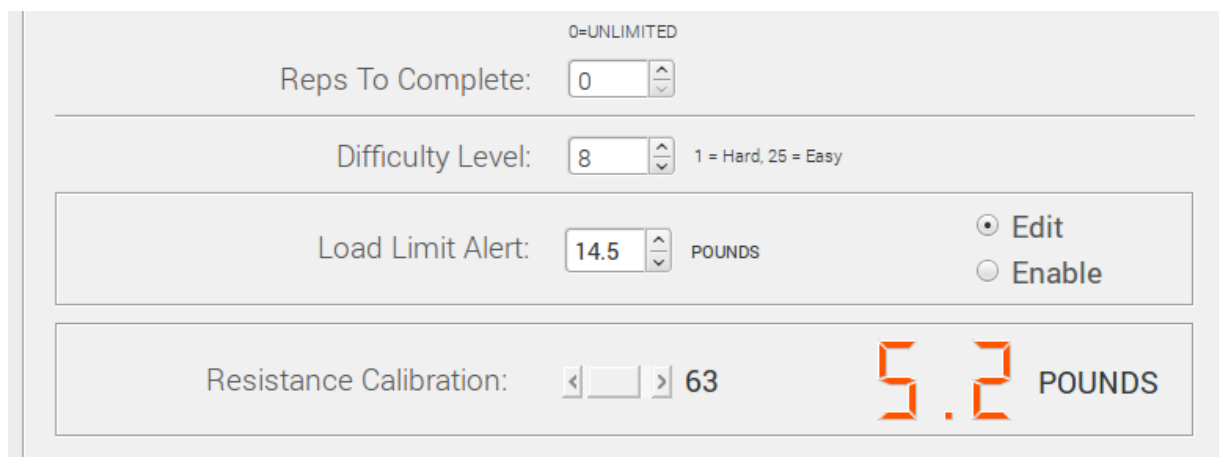 0=UNLIMITED
Reps To Complete: 0
Difficulty Level: 8 1 = Hard, 25 = Easy
Load Limit Alert: 14.5 POUNDS
Edit
Enable
Resistance Calibration: 63 5.2 POUNDS